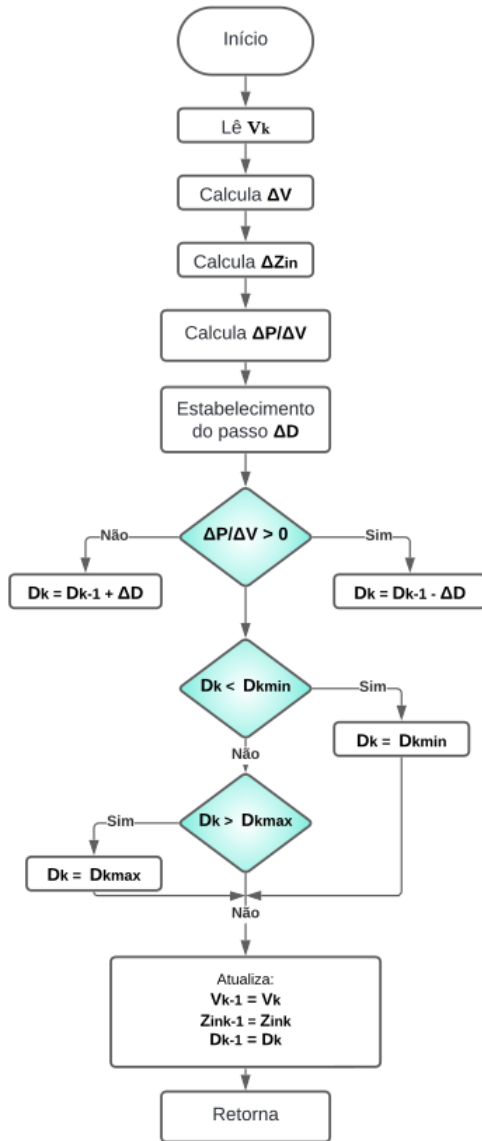 Início
Lê Vk
Calcula ΔV
Calcula ΔZin
Calcula ΔP/ΔV
Estabelecimento
do passo ΔD
ΔP/ΔV > 0
Não
Sim
Dk = Dk-1 + ΔD
Dk = Dk-1 - ΔD
Dk < Dkmin
Sim
Dk = Dkmin
Não
Dk > Dkmax
Sim
Dk = Dkmax
Não
Atualiza:
Vk-1 = Vk
Zink-1 = Zink
Dk-1 = Dk
Retorna